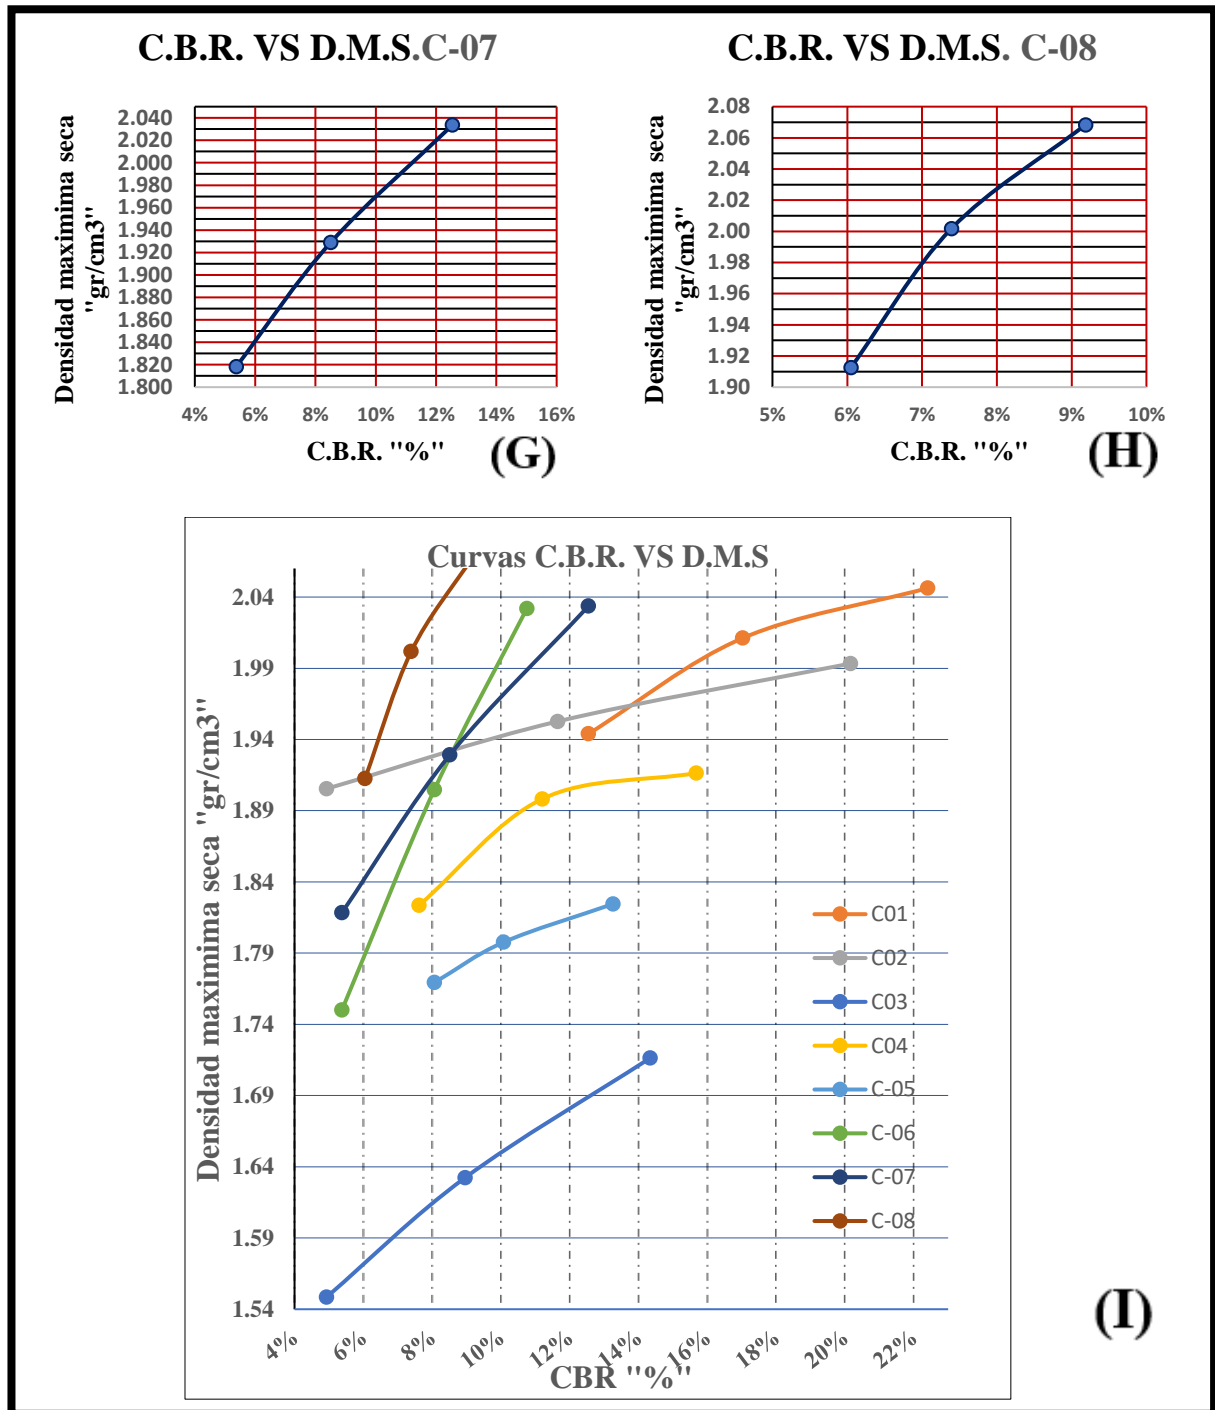 C.B.R. VS D.M.S.C-07
Densidad maximima seca
"gr/cm3"
2.040
2.020
2.000
1.980
1.960
1.940
1.920
1.900
1.880
1.860
1.840
1.820
1.800
4% 6% 8% 10% 12% 14% 16%
C.B.R. "%"
(G)
C.B.R. VS D.M.S. C-08
Densidad maximima seca
"gr/cm3"
2.08
2.06
2.04
2.02
2.00
1.98
1.96
1.94
1.92
1.90
5% 6% 7% 8% 9% 10%
C.B.R. "%"
(H)
Curvas C.B.R. VS D.M.S
Densidad maximima seca "gr/cm3"
2.04
1.99
1.94
1.89
1.84
1.79
1.74
1.69
1.64
1.59
1.54
4% 6% 8% 10% 12% 14% 16% 18% 20% 22%
CBR "%"
C01
C02
C03
C04
C-05
C-06
C-07
C-08
(I)